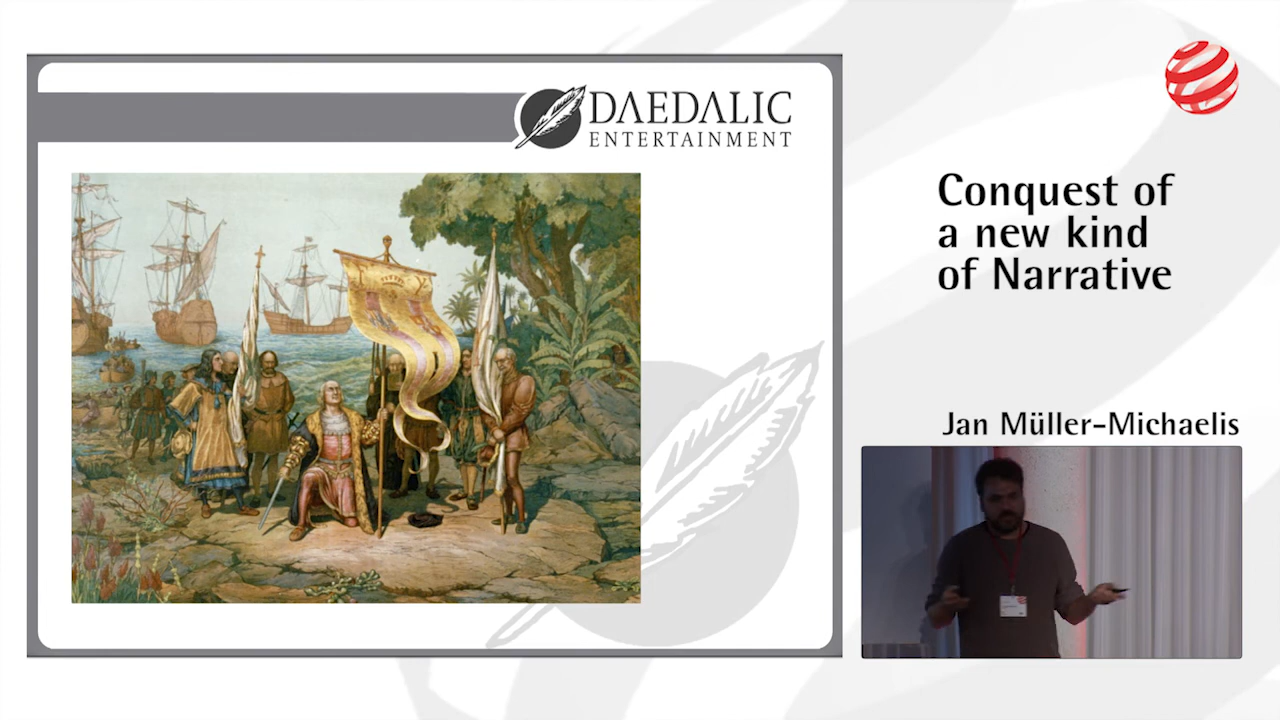 DAEDALIC
ENTERTAINMENT
Conquest of
a new kind
of Narrative
Jan Müller-Michaelis